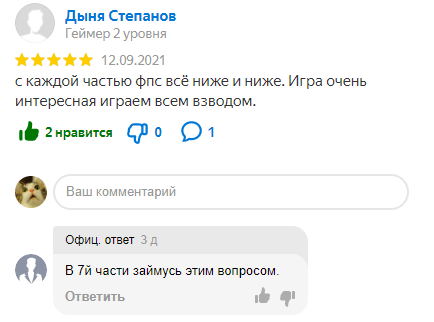 Дыня Степанов
Геймер 2 уровня
12.09.2021
с каждой частью фпс всё ниже и ниже. Игра очень
интересная играем всем взводом.
2 нравится 0 1
Ваш комментарий
Офиц. ответ 3 д
В 7й части займусь этим вопросом.
Ответить